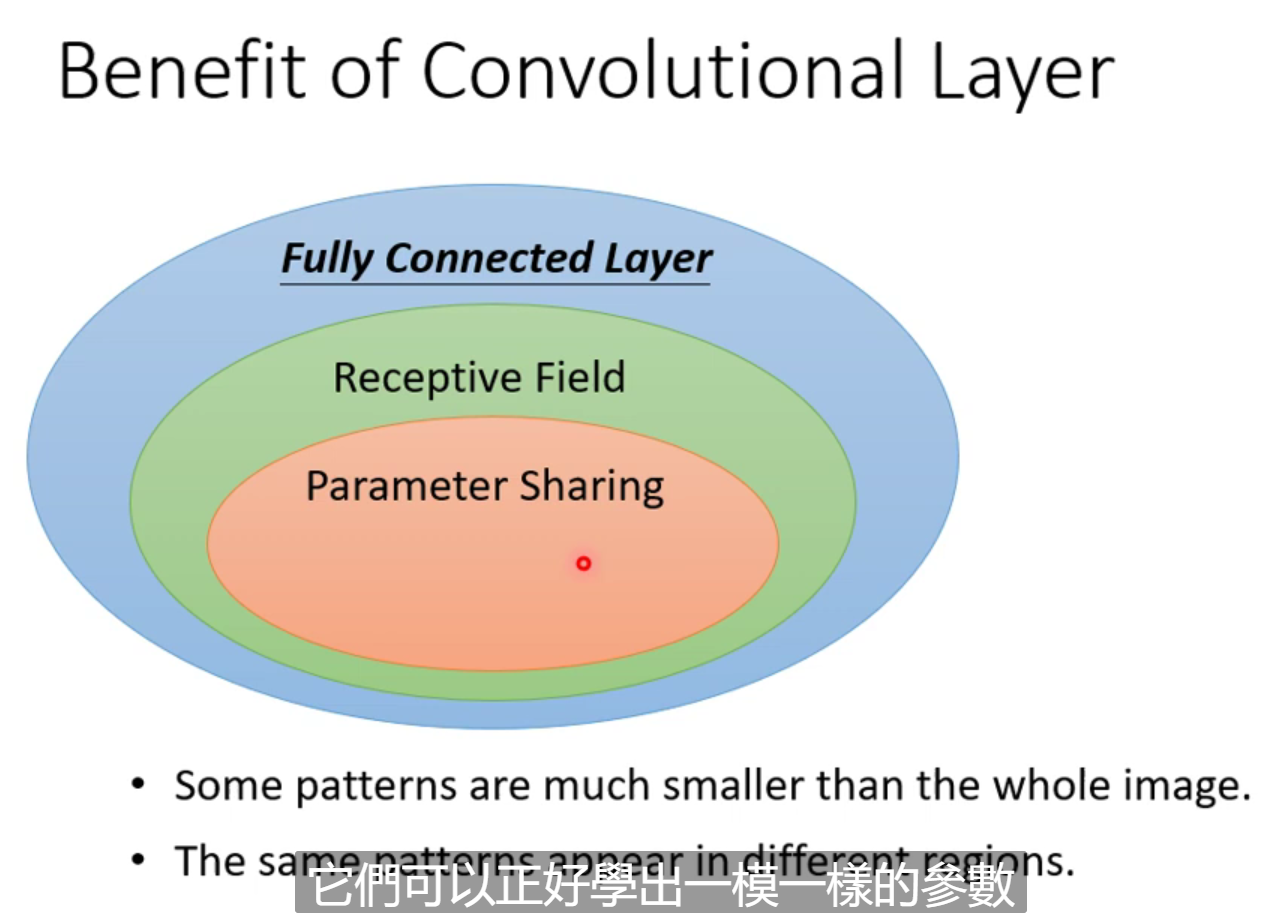 Benefit of Convolutional Layer
Fully Connected Layer
Receptive Field
Parameter Sharing
• Some patterns are much smaller than the whole image.
• The same patterns appear in different regions.
它們可以正好學出一模一樣的參數